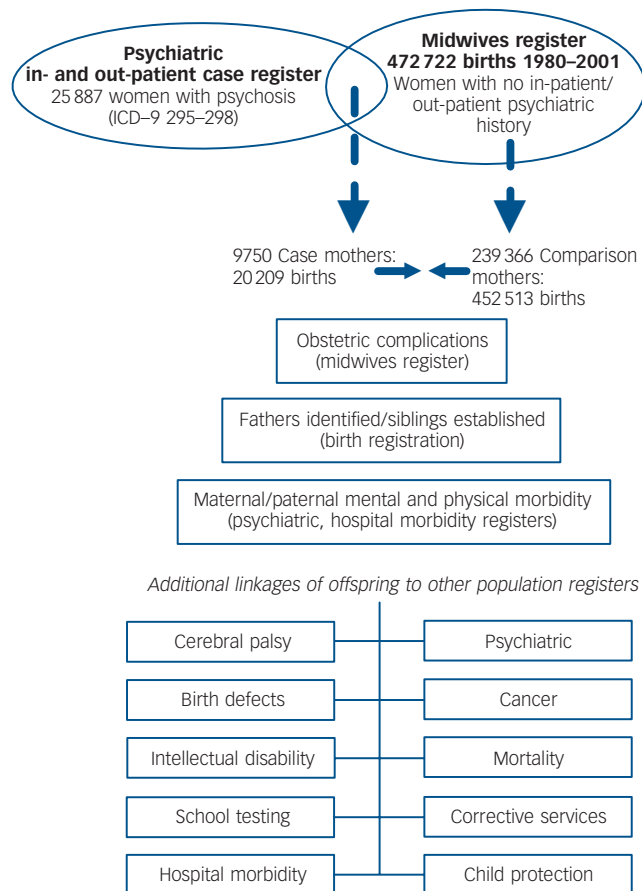 Psychiatric
in- and out-patient case register
25 887 women with psychosis
(ICD–9 295–298)
Midwives register
472 722 births 1980–2001
Women with no in-patient/
out-patient psychiatric
history
9750 Case mothers:
20 209 births
239 366 Comparison
mothers:
452 513 births
Obstetric complications
(midwives register)
Fathers identified/siblings established
(birth registration)
Maternal/paternal mental and physical morbidity
(psychiatric, hospital morbidity registers)
Additional linkages of offspring to other population registers
Cerebral palsy
Psychiatric
Birth defects
Cancer
Intellectual disability
Mortality
School testing
Corrective services
Hospital morbidity
Child protection